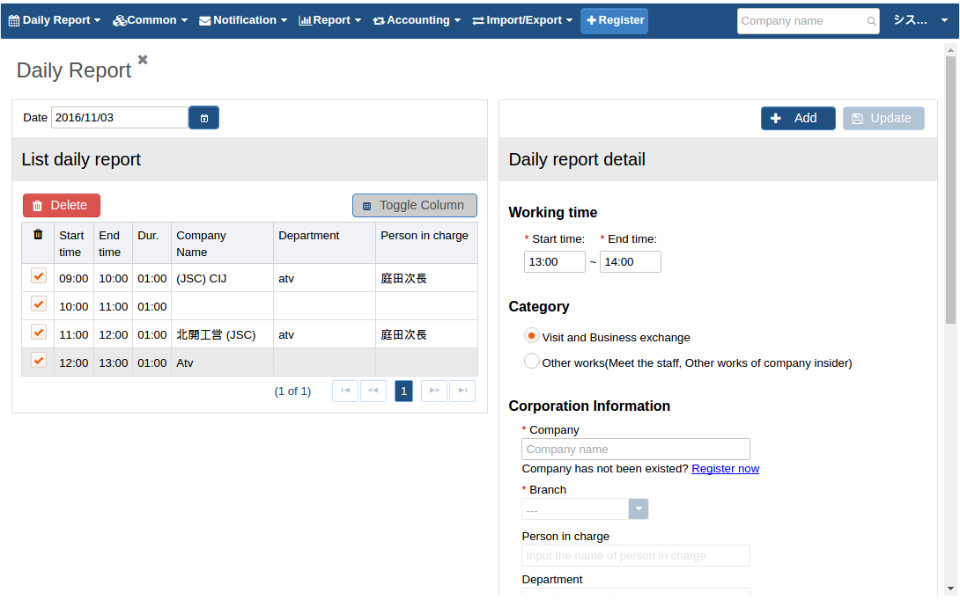 Daily Report Common Notification Report Accounting Import/Export Register Company name シス...
Daily Report
Date 2016/11/03
List daily report
Delete Toggle Column
Start time End time Dur. Company Name Department Person in charge
09:00 10:00 01:00 (JSC) CIJ atv 庭田次長
10:00 11:00 01:00
11:00 12:00 01:00 北開工営 (JSC) atv 庭田次長
12:00 13:00 01:00 Atv
(1 of 1) 1
Add Update
Daily report detail
Working time
* Start time: * End time:
13:00 ~ 14:00
Category
Visit and Business exchange
Other works(Meet the staff, Other works of company insider)
Corporation Information
* Company
Company name
Company has not been existed? Register now
* Branch
---
Person in charge
Input the name of person in charge
Department